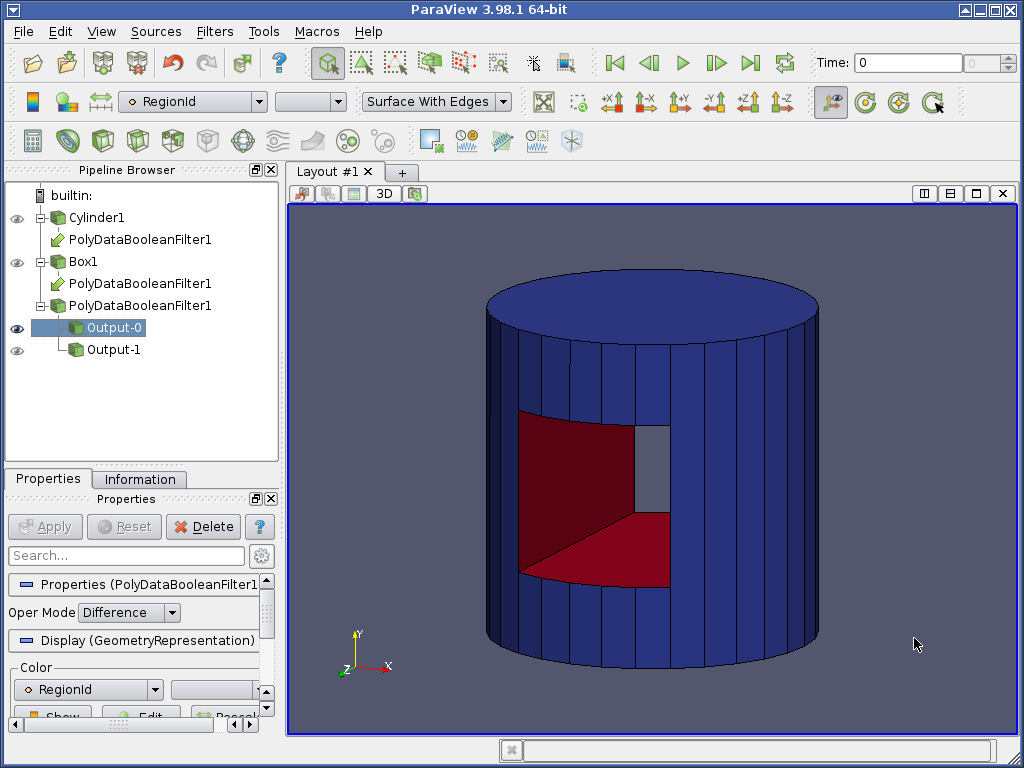 ParaView 3.98.1 64-bit
File Edit View Sources Filters Tools Macros Help
Time: 0 0
RegionId Surface With Edges +X -X +Y -Y +Z -Z
Pipeline Browser
Layout #1 +
3D
builtin:
Cylinder1
PolyDataBooleanFilter1
Box1
PolyDataBooleanFilter1
PolyDataBooleanFilter1
Output-0
Output-1
Properties Information
Properties
Apply Reset Delete ?
Search...
Properties (PolyDataBooleanFilter1
Oper Mode Difference
Display (GeometryRepresentation)
Color
RegionId
Show Edit
Y
X
Z